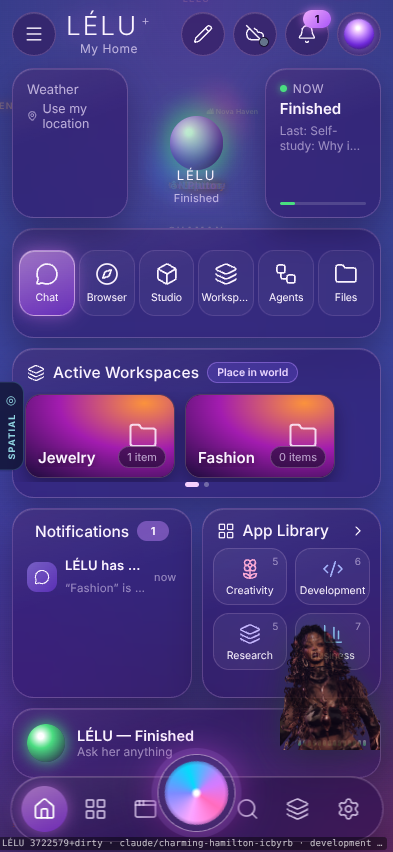 LÉLU +
My Home
1
Weather
Use my
location
NOW
Finished
Last: Self-
study: Why i...
LÉLU
Finished
Chat
Browser
Studio
Worksp...
Agents
Files
Active Workspaces
Place in world
SPATIAL
Jewelry
1 item
Fashion
0 items
Notifications
1
LÉLU has ...
"Fashion" is ...
now
App Library
Creativity
5
Development
6
Research
5
7
LÉLU — Finished
Ask her anything
LÉLU 3722579+dirty · claude/charming-hamilton-icbyrb · development …